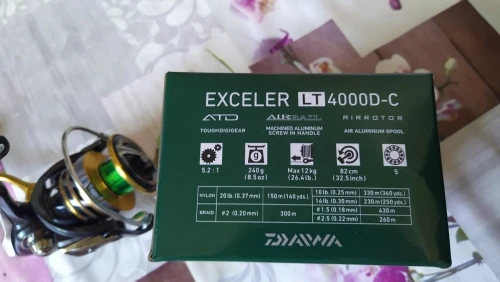 EXCELER LT 4000D-C
ATD AIRBAIL AIRROTOR
TOUGHDIGIGEAR MACHINED ALUMINUM SCREW IN HANDLE AIR ALUMINUM SPOOL
5.2 : 1
240 g (8.5 oz)
Max 12 kg (26.4 lb.)
82 cm (32.5 inch)
5
NYLON 20 lb. (0.37 mm) 150 m (160 yds.) 10 lb. (0.25 mm) 330 m (360 yds.)
14 lb. (0.30 mm) 230 m (250 yds.)
BRAID #2 (0.20 mm) 300 m #1.5 (0.18 mm) 430 m
#2.5 (0.22 mm) 240 m
DAIWA